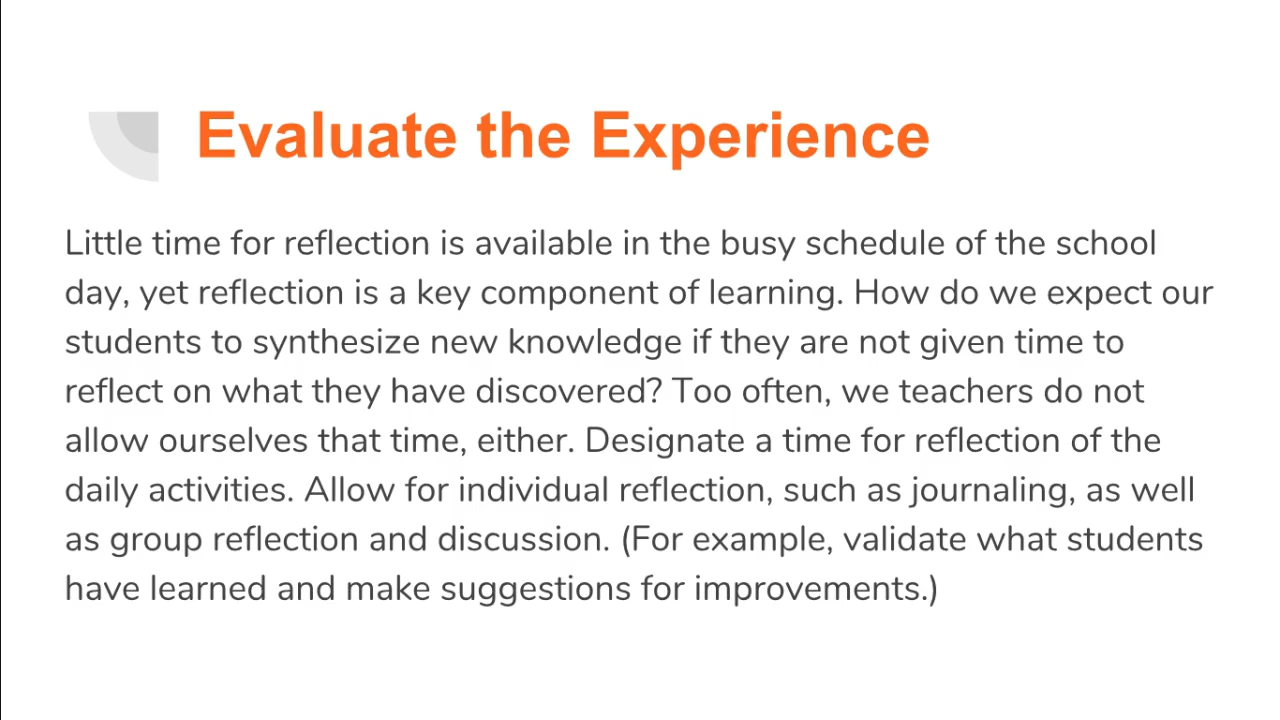 Evaluate the Experience
Little time for reflection is available in the busy schedule of the school
day, yet reflection is a key component of learning. How do we expect our
students to synthesize new knowledge if they are not given time to
reflect on what they have discovered? Too often, we teachers do not
allow ourselves that time, either. Designate a time for reflection of the
daily activities. Allow for individual reflection, such as journaling, as well
as group reflection and discussion. (For example, validate what students
have learned and make suggestions for improvements.)